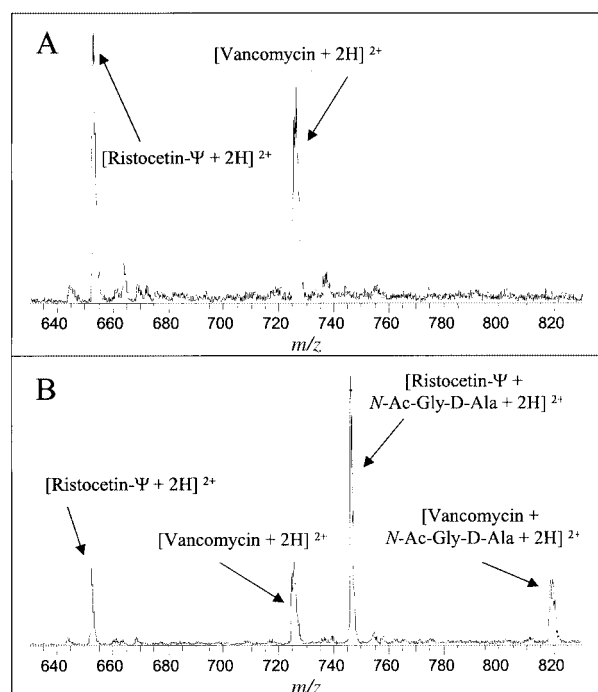 A
[Vancomycin + 2H] ²⁺
[Ristocetin-Ψ + 2H] ²⁺
640 660 680 700 720 740 760 780 800 820
m/z
B
[Ristocetin-Ψ +
N-Ac-Gly-D-Ala + 2H] ²⁺
[Ristocetin-Ψ + 2H] ²⁺
[Vancomycin +
N-Ac-Gly-D-Ala + 2H] ²⁺
[Vancomycin + 2H] ²⁺
640 660 680 700 720 740 760 780 800 820
m/z